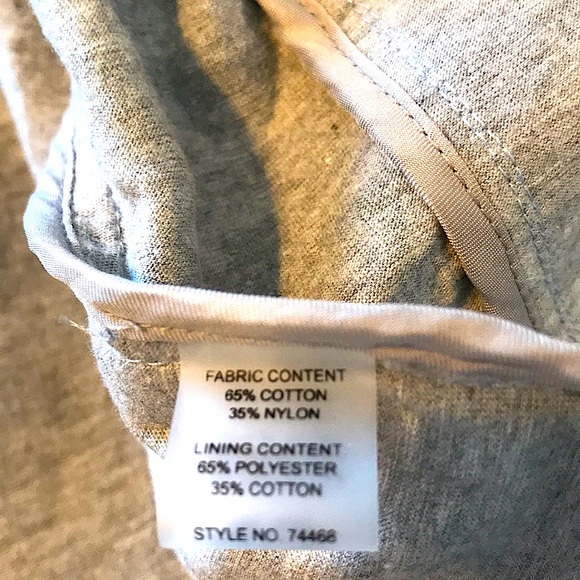 FABRIC CONTENT
65% COTTON
35% NYLON
LINING CONTENT
65% POLYESTER
35% COTTON
STYLE NO. 74468